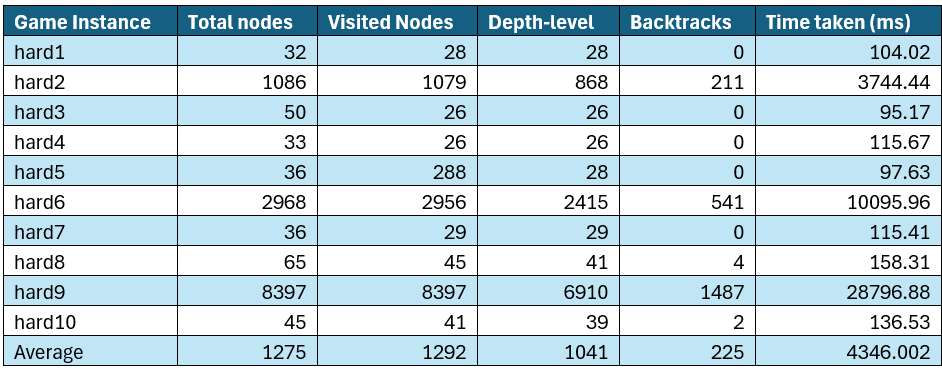 Game Instance Total nodes Visited Nodes Depth-level Backtracks Time taken (ms)
hard1 32 28 28 0 104.02
hard2 1086 1079 868 211 3744.44
hard3 50 26 26 0 95.17
hard4 33 26 26 0 115.67
hard5 36 288 28 0 97.63
hard6 2968 2956 2415 541 10095.96
hard7 36 29 29 0 115.41
hard8 65 45 41 4 158.31
hard9 8397 8397 6910 1487 28796.88
hard10 45 41 39 2 136.53
Average 1275 1292 1041 225 4346.002